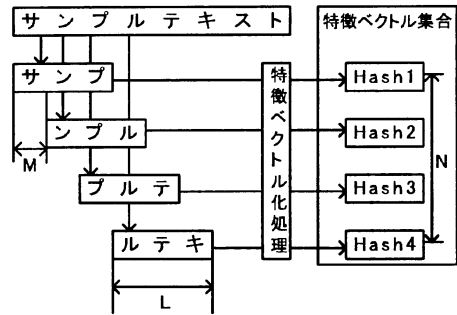 サンプルテキスト
特徴ベクトル集合
サンプ
特徴ベクトル化処理
Hash1
ンプル
Hash2
M
N
プルテ
Hash3
ルテキ
Hash4
L